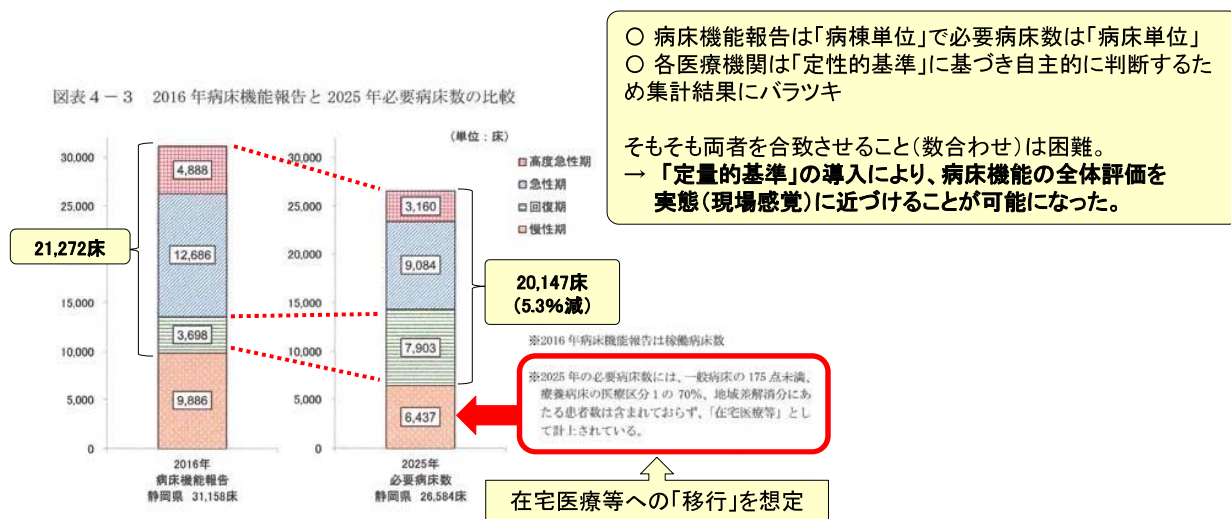 ○ 病床機能報告は「病棟単位」で必要病床数は「病床単位」
○ 各医療機関は「定性的基準」に基づき自主的に判断するた
め集計結果にバラツキ
そもそも両者を合致させること(数合わせ)は困難。
→ 「定量的基準」の導入により、病床機能の全体評価を
実態(現場感覚)に近づけることが可能になった。
図表4-3 2016年病床機能報告と2025年必要病床数の比較
(単位:床)
30,000
25,000
20,000
15,000
10,000
5,000
0
4,888
12,686
3,698
9,886
21,272床
2016年
病床機能報告
静岡県 31,158床
30,000
25,000
20,000
15,000
10,000
5,000
0
3,160
9,084
7,903
6,437
20,147床
(5.3%減)
2025年
必要病床数
静岡県 26,584床
高度急性期
急性期
回復期
慢性期
※2016年病床機能報告は稼働病床数
※2025年の必要病床数には、一般病床の175点未満、
療養病床の医療区分1の70%、地域差解消分にあ
たる患者数は含まれておらず、「在宅医療等」とし
て計上されている。
在宅医療等への「移行」を想定